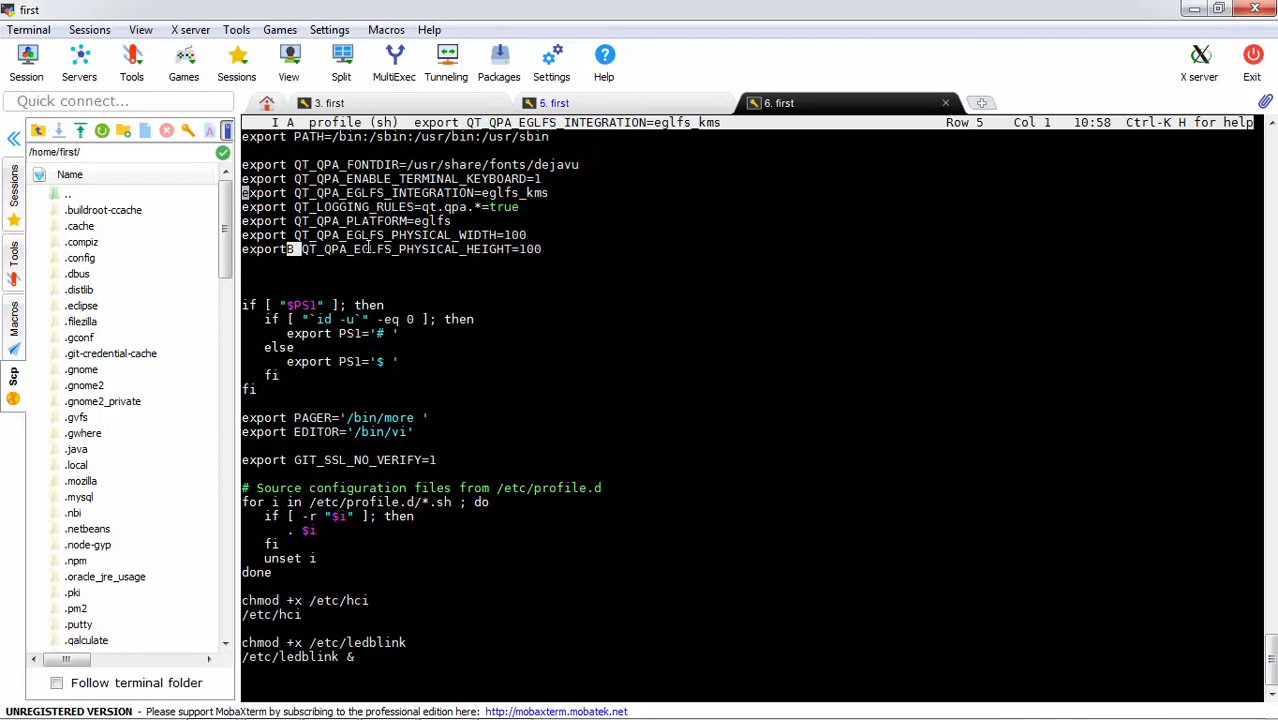 first
Terminal Sessions View X server Tools Games Settings Macros Help
Session Servers Tools Games Sessions View Split MultiExec Tunneling Packages Settings Help X server Exit
Quick connect...
3. first
5. first
6. first
Sessions
Tools
Macros
Scp
/home/first/
Name
..
.buildroot-ccache
.cache
.compiz
.config
.dbus
.distlib
.eclipse
.filezilla
.gconf
.git-credential-cache
.gnome
.gnome2
.gnome2_private
.gvfs
.gwhere
.java
.local
.mozilla
.mysql
.nbi
.netbeans
.node-gyp
.npm
.oracle_jre_usage
.pki
.pm2
.putty
.qalculate
Follow terminal folder
I A profile (sh) export QT_QPA_EGLFS_INTEGRATION=eglfs_kms Row 5 Col 1 10:58 Ctrl-K H for help
export PATH=/bin:/sbin:/usr/bin:/usr/sbin
export QT_QPA_FONTDIR=/usr/share/fonts/dejavu
export QT_QPA_ENABLE_TERMINAL_KEYBOARD=1
export QT_QPA_EGLFS_INTEGRATION=eglfs_kms
export QT_LOGGING_RULES=qt.qpa.*=true
export QT_QPA_PLATFORM=eglfs
export QT_QPA_EGLFS_PHYSICAL_WIDTH=100
exportB QT_QPA_EGLFS_PHYSICAL_HEIGHT=100
if [ "$PS1" ]; then
if [ "`id -u`" -eq 0 ]; then
export PS1='# '
else
export PS1='$ '
fi
fi
export PAGER='/bin/more '
export EDITOR='/bin/vi'
export GIT_SSL_NO_VERIFY=1
# Source configuration files from /etc/profile.d
for i in /etc/profile.d/*.sh ; do
if [ -r "$i" ]; then
. $i
fi
unset i
done
chmod +x /etc/hci
/etc/hci
chmod +x /etc/ledblink
/etc/ledblink &
UNREGISTERED VERSION - Please support MobaXterm by subscribing to the professional edition here: http://mobaxterm.mobatek.net